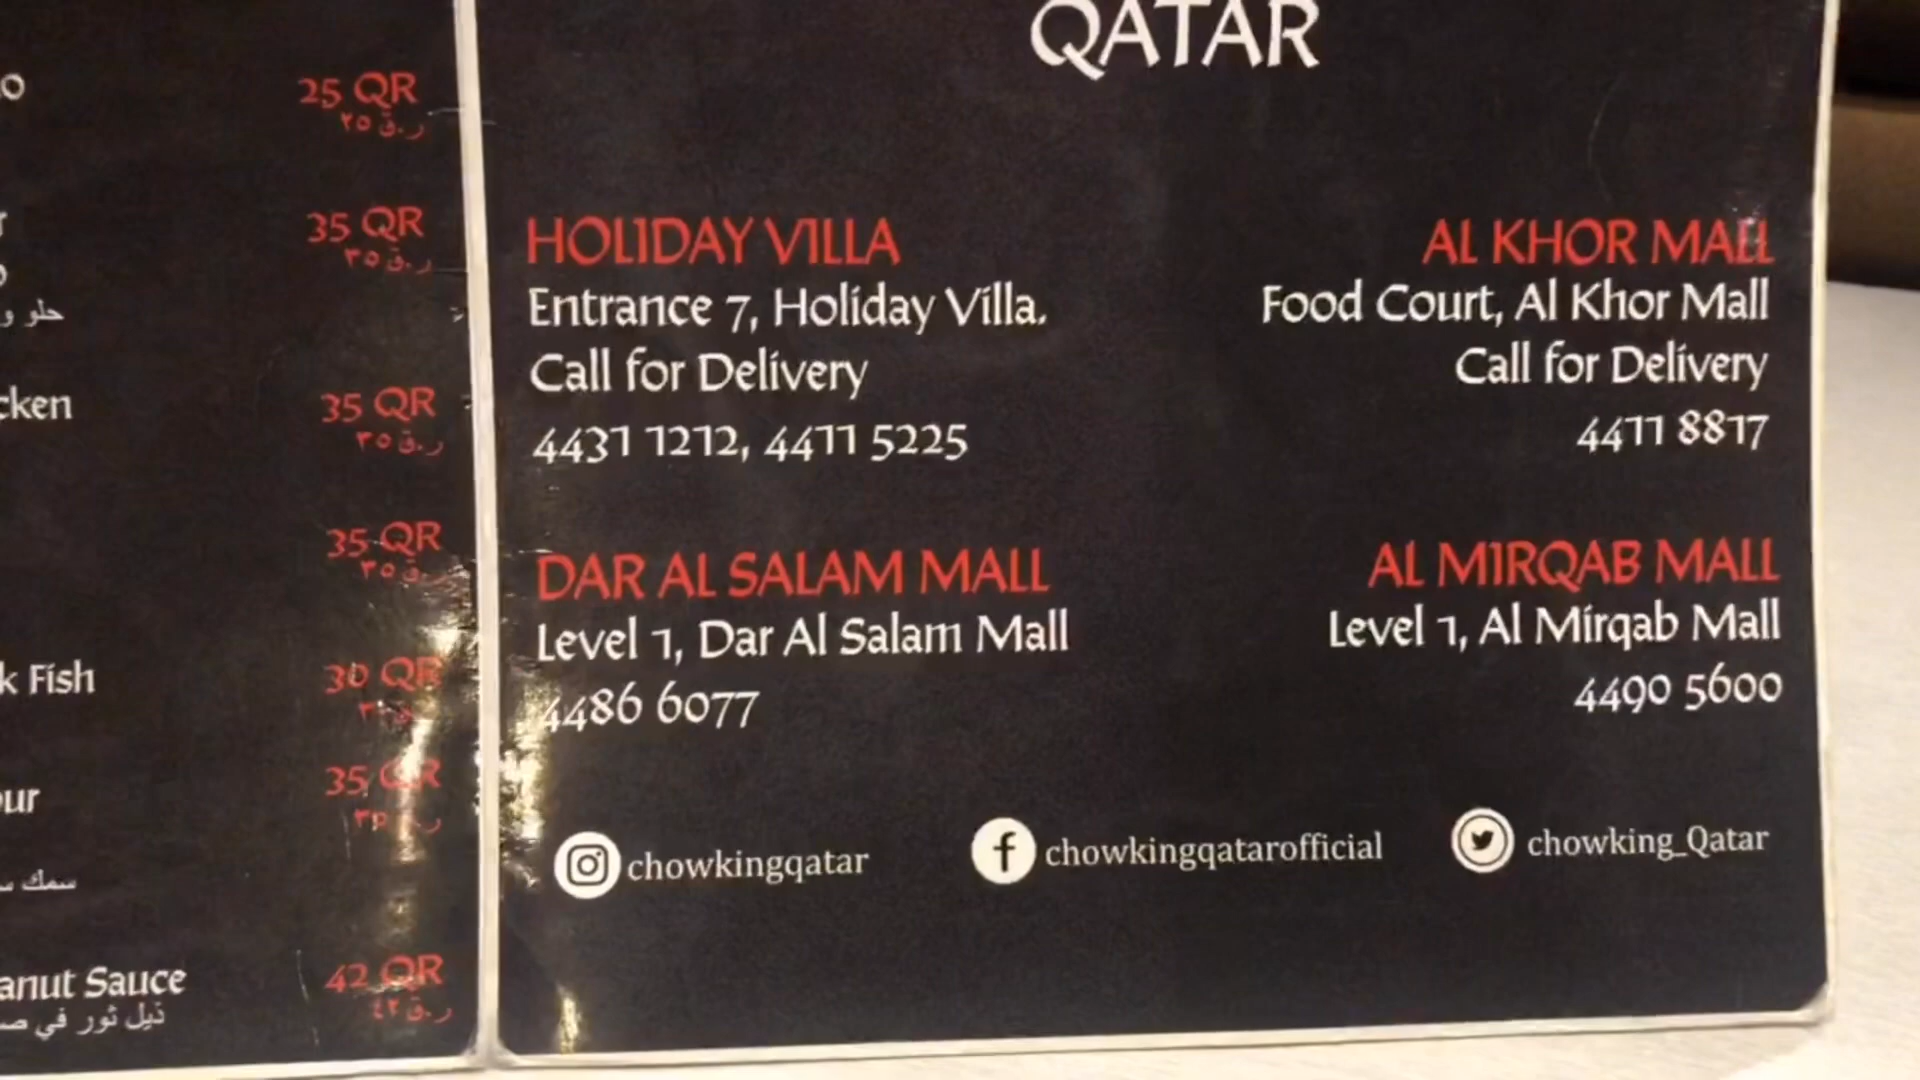 25 QR
ر.ق ٢٥
35 QR
ر.ق ٣٥
حلو و
35 QR
ر.ق ٣٥
35 QR
ر.ق ٣٥
Fish
30 QR
35 QR
سمك
Sauce
42 QR
ذيل ثور في
ر.ق ٤٢
QATAR
HOLIDAY VILLA
Entrance 7, Holiday Villa.
Call for Delivery
4431 1212, 4411 5225
AL KHOR MALL
Food Court, Al Khor Mall
Call for Delivery
4411 8817
DAR AL SALAM MALL
Level 1, Dar Al Salam Mall
4486 6077
AL MIRQAB MALL
Level 1, Al Mirqab Mall
4490 5600
chowkingqatar
chowkingqatarofficial
chowking_Qatar